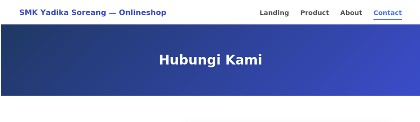 SMK Yadika Soreang — Onlineshop
Landing Product About Contact
Hubungi Kami